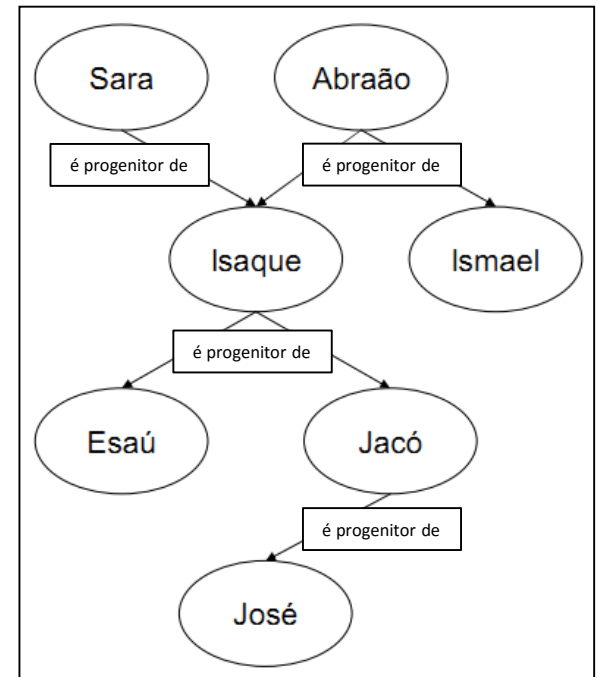 Sara
Abraão
é progenitor de
é progenitor de
Isaque
Ismael
é progenitor de
Esaú
Jacó
é progenitor de
José